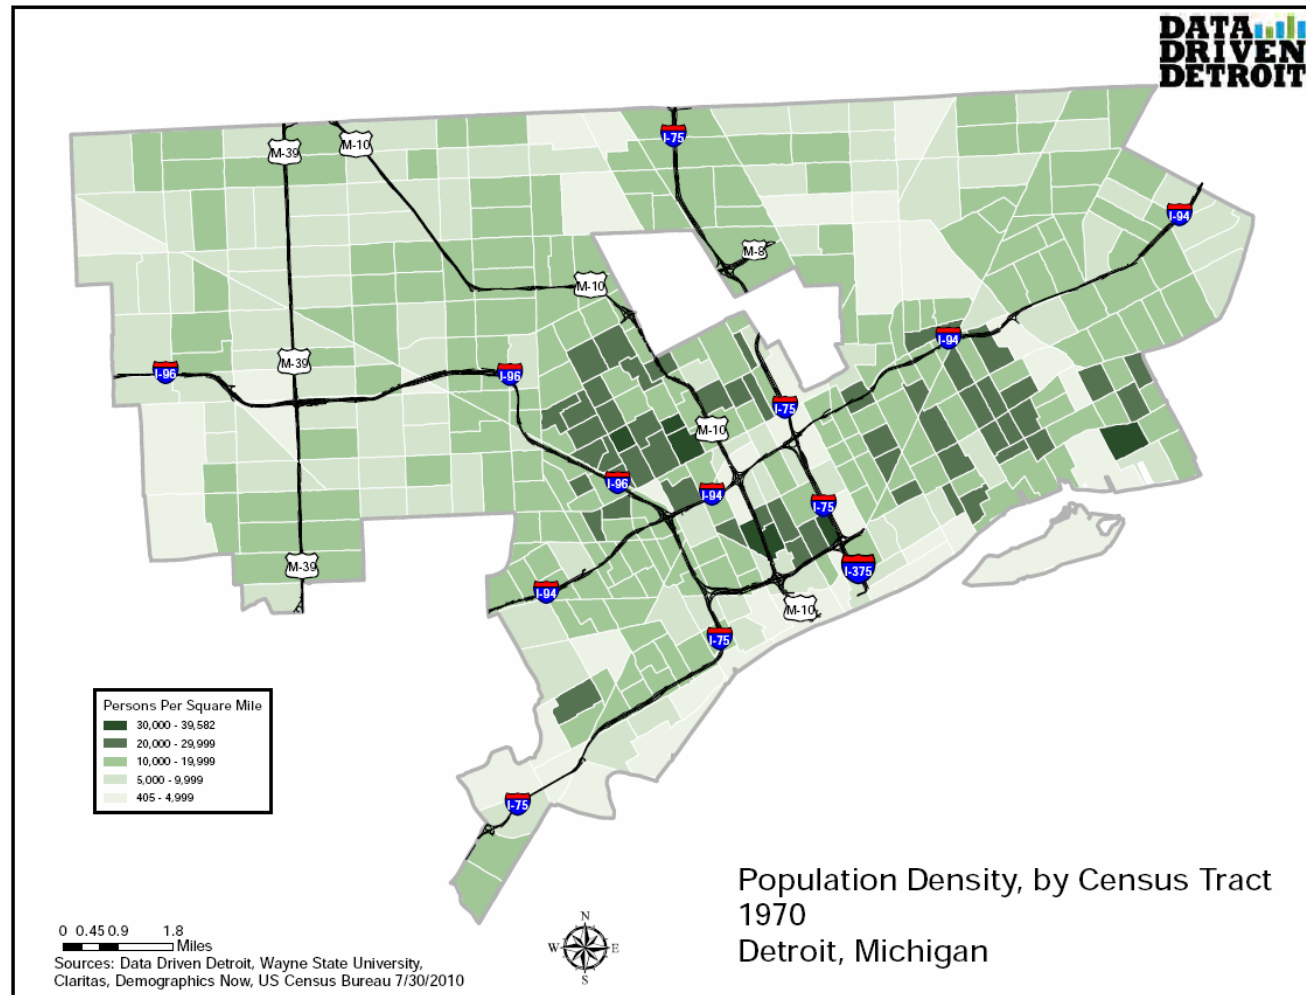 DATA
DRIVEN
DETROIT
M-39
M-10
I-75
I-94
M-8
M-10
I-94
M-39
I-96
I-96
I-75
M-10
I-96
I-94
I-75
M-39
I-94
I-375
M-10
I-75
I-75
Persons Per Square Mile
30,000 - 39,582
20,000 - 29,999
10,000 - 19,999
5,000 - 9,999
405 - 4,999
Population Density, by Census Tract
1970
Detroit, Michigan
0 0.45 0.9 1.8
Miles
N
W E
S
Sources: Data Driven Detroit, Wayne State University,
Claritas, Demographics Now, US Census Bureau 7/30/2010